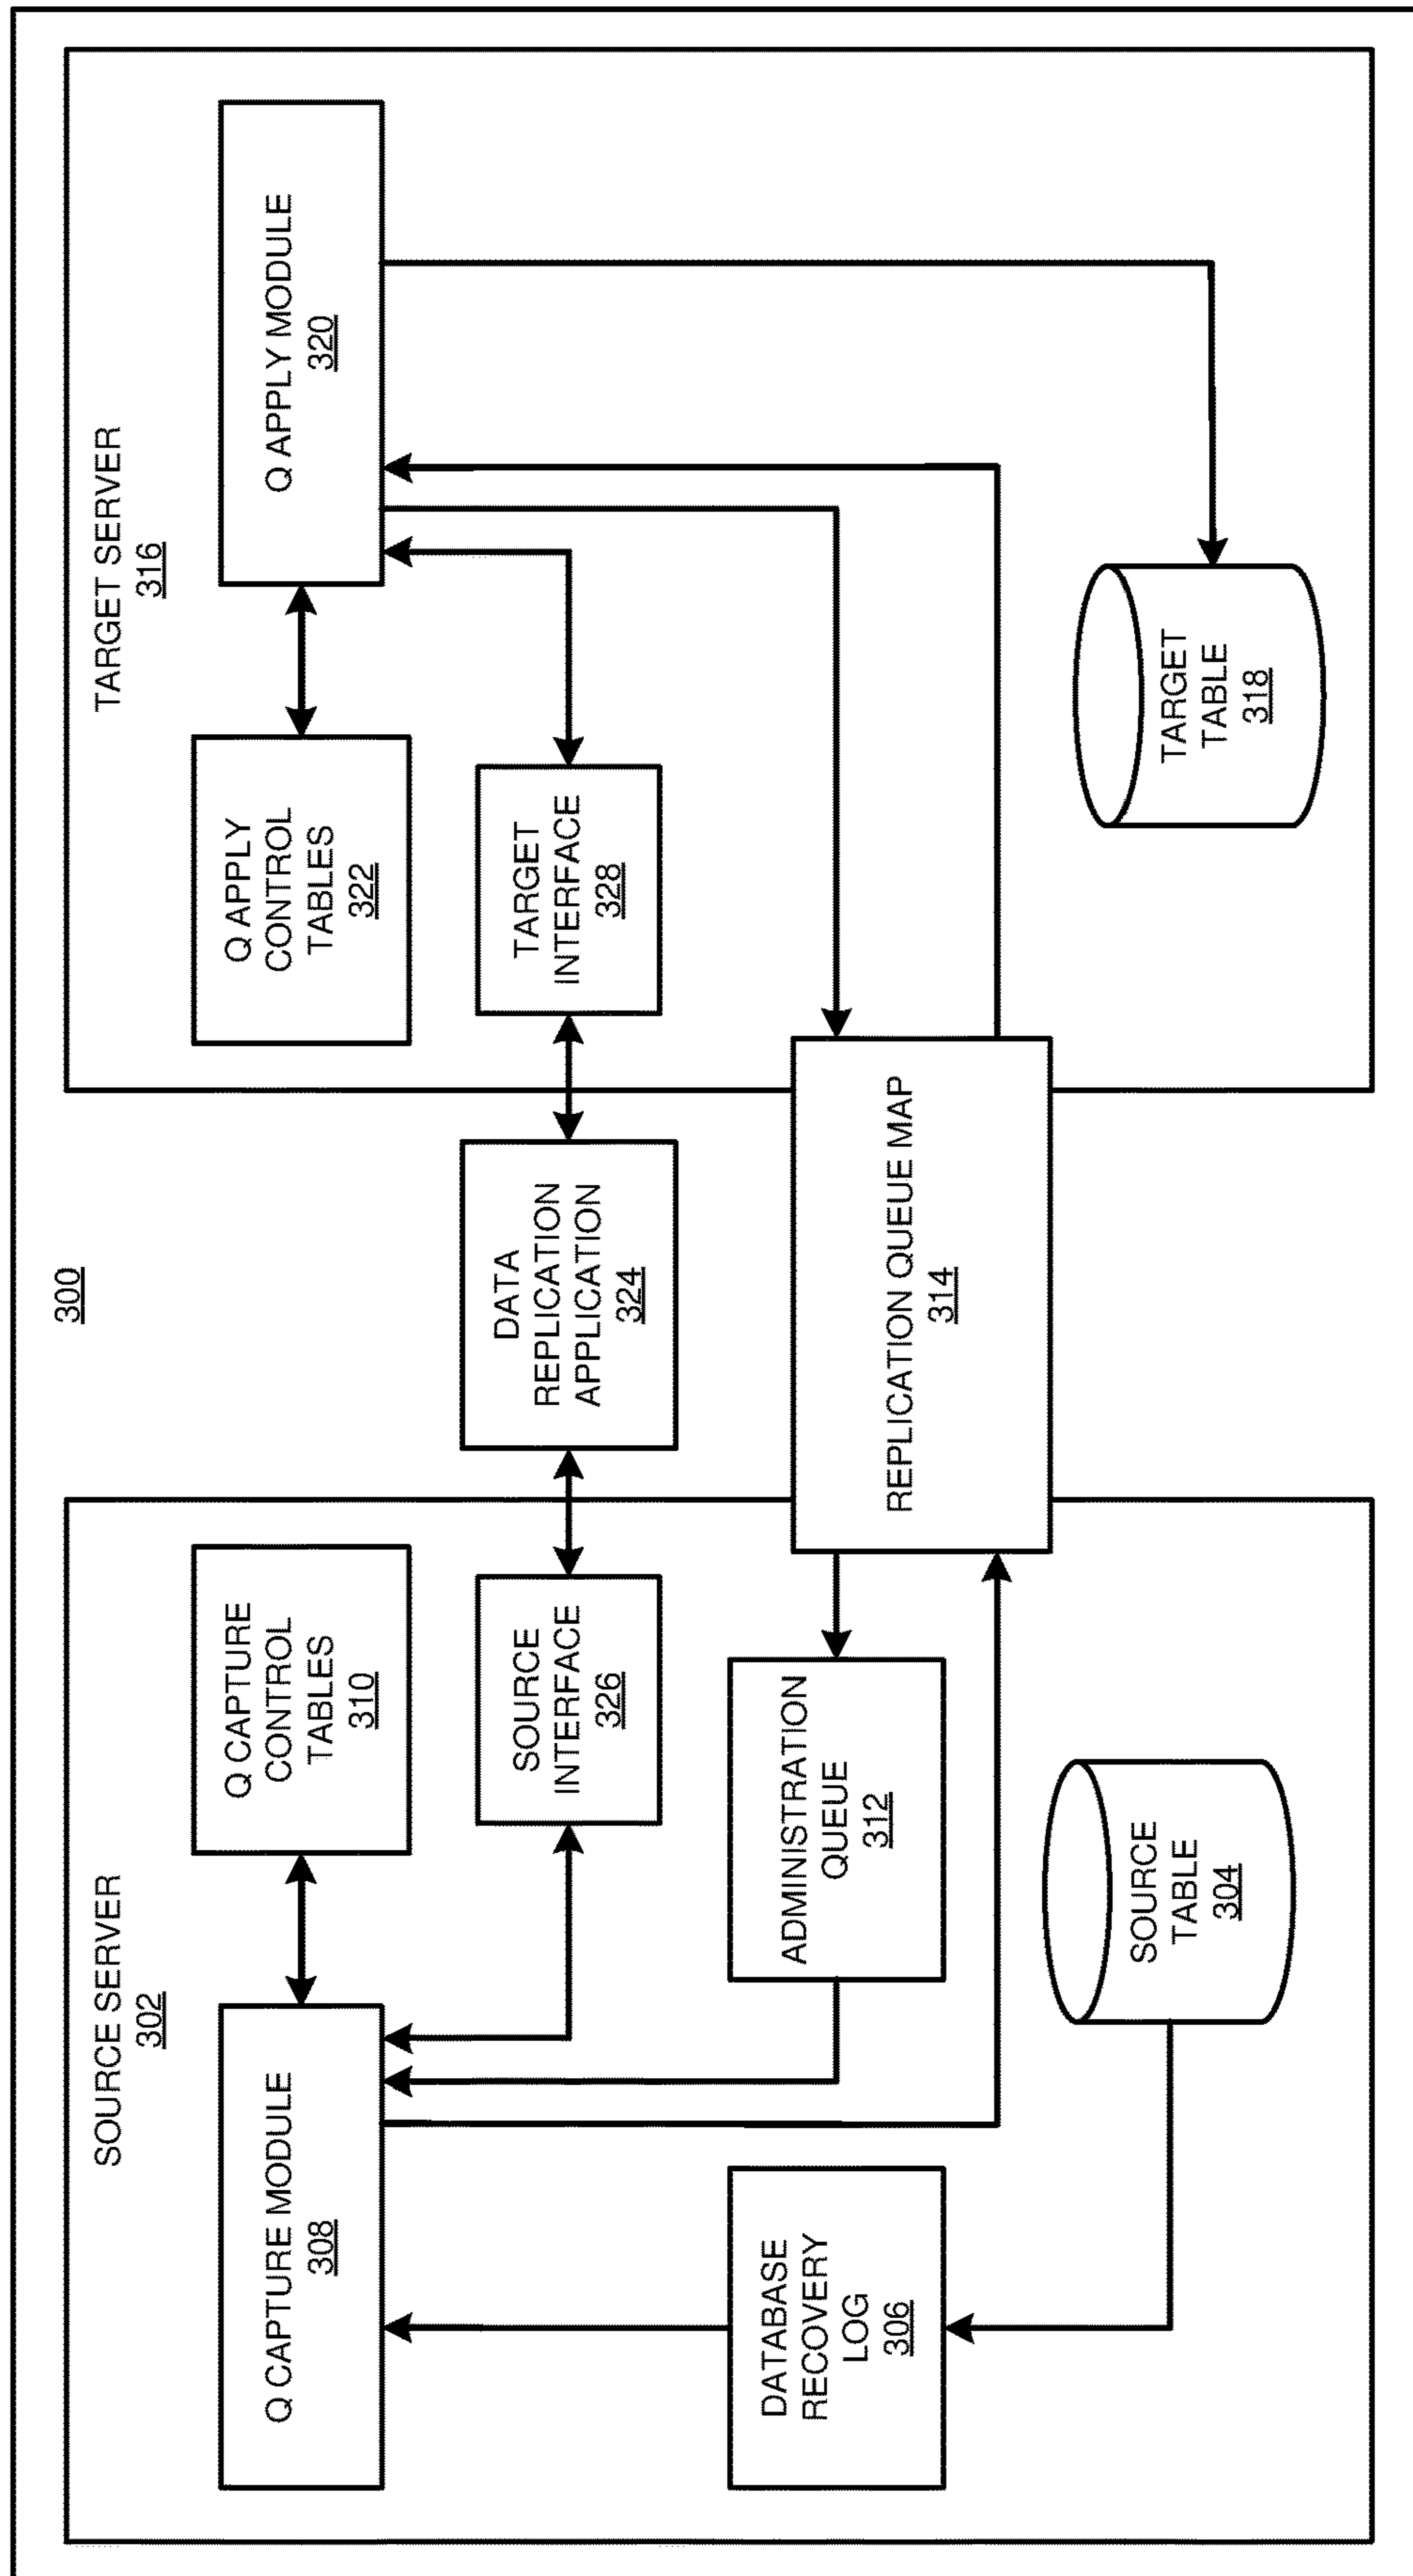 300
SOURCE SERVER
302
Q CAPTURE MODULE
308
Q CAPTURE
CONTROL
TABLES
310
SOURCE
INTERFACE
326
DATABASE
RECOVERY
LOG
306
ADMINISTRATION
QUEUE
312
SOURCE
TABLE
304
DATA
REPLICATION
APPLICATION
324
REPLICATION QUEUE MAP
314
TARGET SERVER
316
Q APPLY
CONTROL
TABLES
322
Q APPLY MODULE
320
TARGET
INTERFACE
328
TARGET
TABLE
318